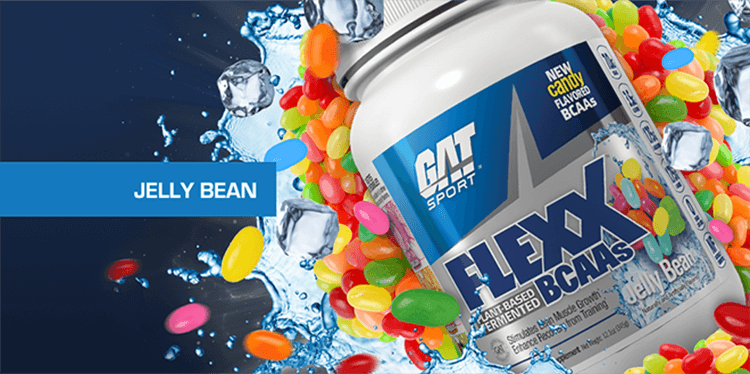 JELLY BEAN
NEW
candy
FLAVORED
BCAAs
GAT
SPORT
FLEXX
BCAAs
PLANT-BASED
FERMENTED
Jelly Bean
Stimulates Lean Muscle Growth
Enhance Recovery from Training